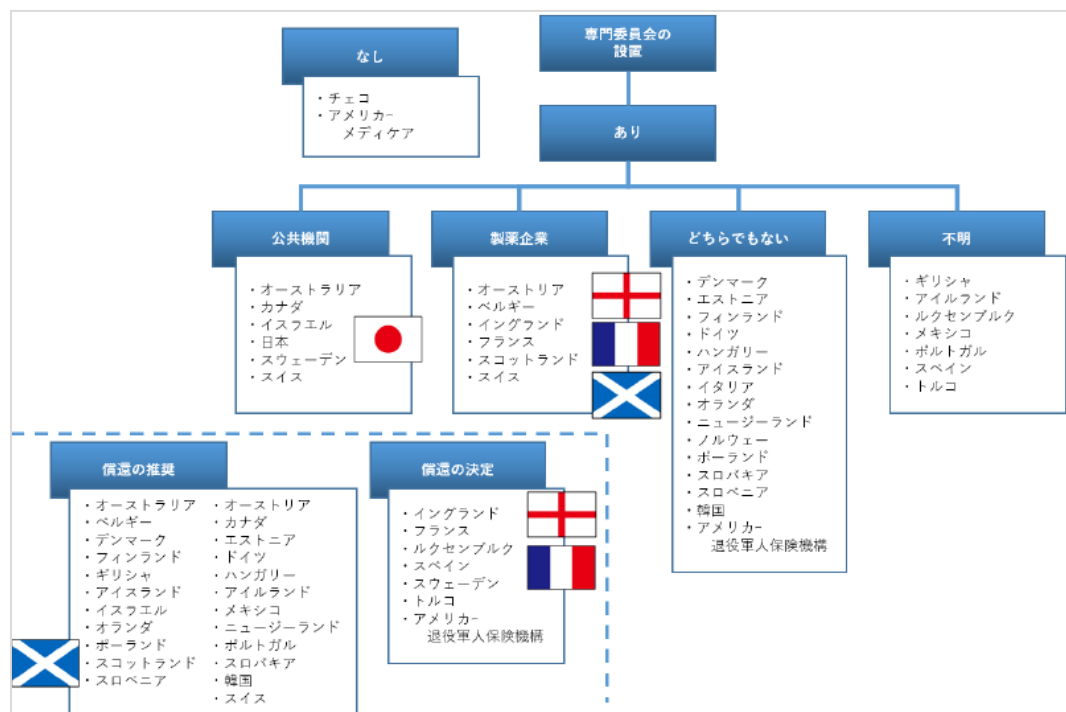 なし
・チェコ
・アメリカー
メディケア
専門委員会の
設置
あり
公共機関
・オーストラリア
・カナダ
・イスラエル
・日本
・スウェーデン
・スイス
製薬企業
・オーストリア
・ベルギー
・イングランド
・フランス
・スコットランド
・スイス
どちらでもない
・デンマーク
・エストニア
・フィンランド
・ドイツ
・ハンガリー
・アイスランド
・イタリア
・オランダ
・ニュージーランド
・ノルウェー
・ポーランド
・スロバキア
・スロベニア
・韓国
・アメリカー
退役軍人保険機構
不明
・ギリシャ
・アイルランド
・ルクセンブルク
・メキシコ
・ポルトガル
・スペイン
・トルコ
償還の推奨
・オーストラリア
・ベルギー
・デンマーク
・フィンランド
・ギリシャ
・アイスランド
・イスラエル
・オランダ
・ポーランド
・スコットランド
・スロベニア
・オーストリア
・カナダ
・エストニア
・ドイツ
・ハンガリー
・アイルランド
・メキシコ
・ニュージーランド
・ポルトガル
・スロバキア
・韓国
・スイス
償還の決定
・イングランド
・フランス
・ルクセンブルク
・スペイン
・スウェーデン
・トルコ
・アメリカー
退役軍人保険機構